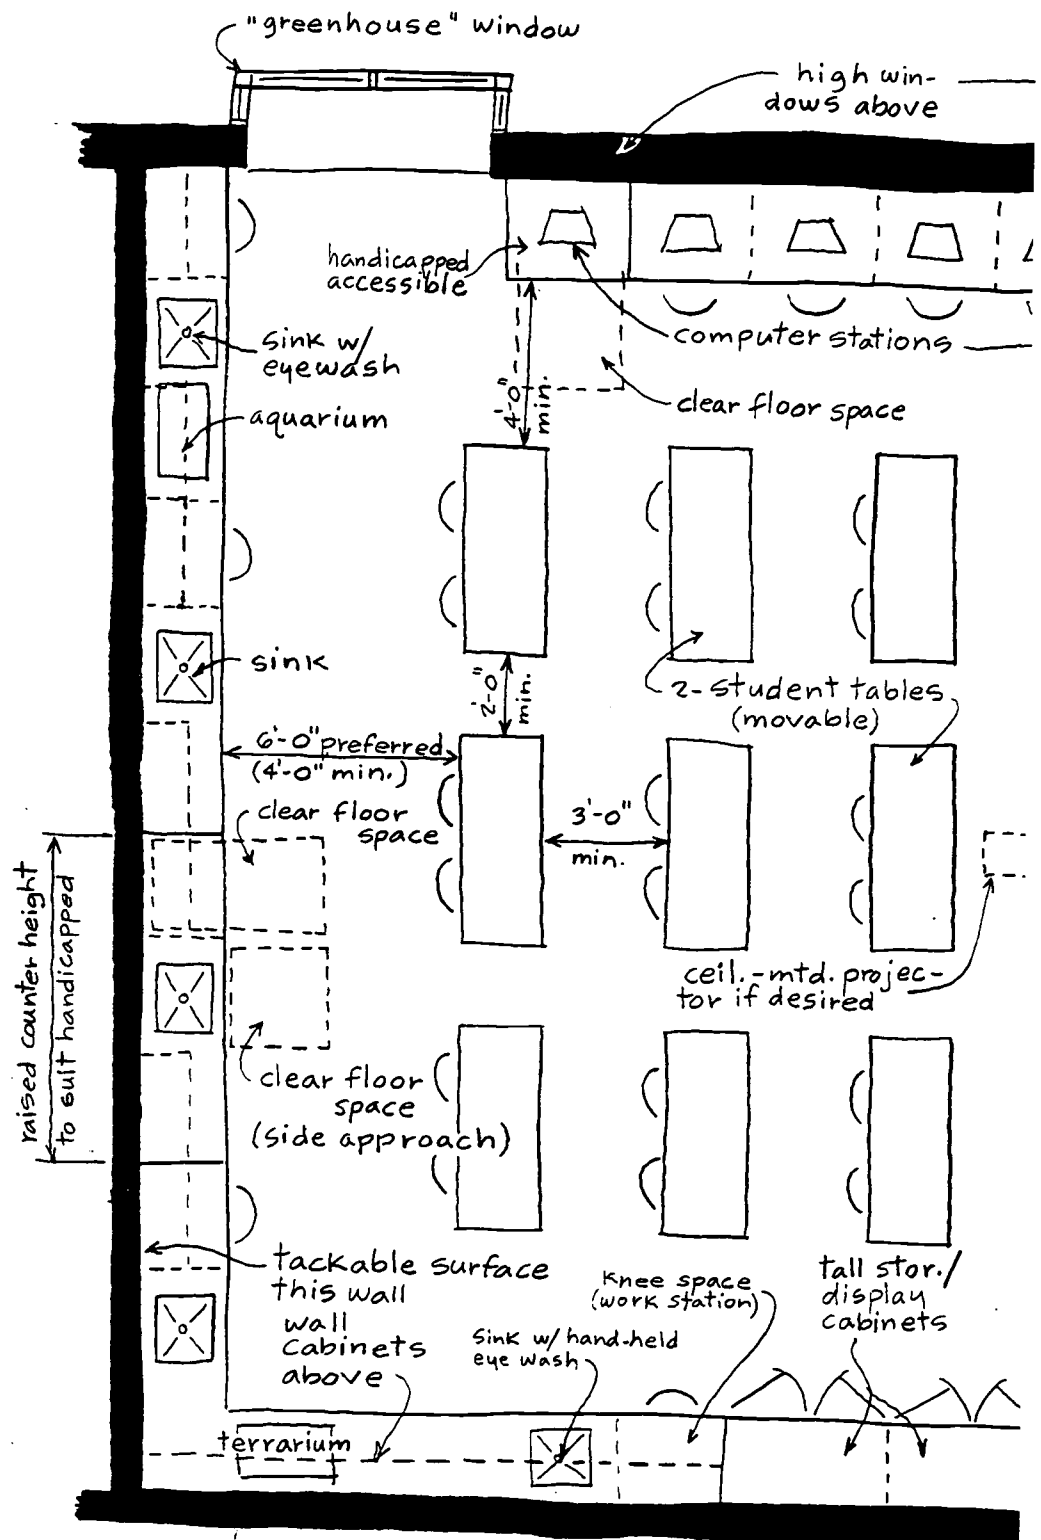 "greenhouse" window
high win-
dows above
handicapped
accessible
sink w/
eyewash
computer stations
aquarium
clear floor space
4'-0"
min.
sink
2'-0"
min.
2-student tables
(movable)
6'-0" preferred
(4'-0" min.)
clear floor
space
3'-0"
min.
raised counter height
to suit handicapped
ceil.-mtd. projec-
tor if desired
clear floor
space
(side approach)
tackable surface
this wall
wall
cabinets
above
knee space
(work station)
tall stor./
display
cabinets
sink w/hand-held
eye wash
terrarium